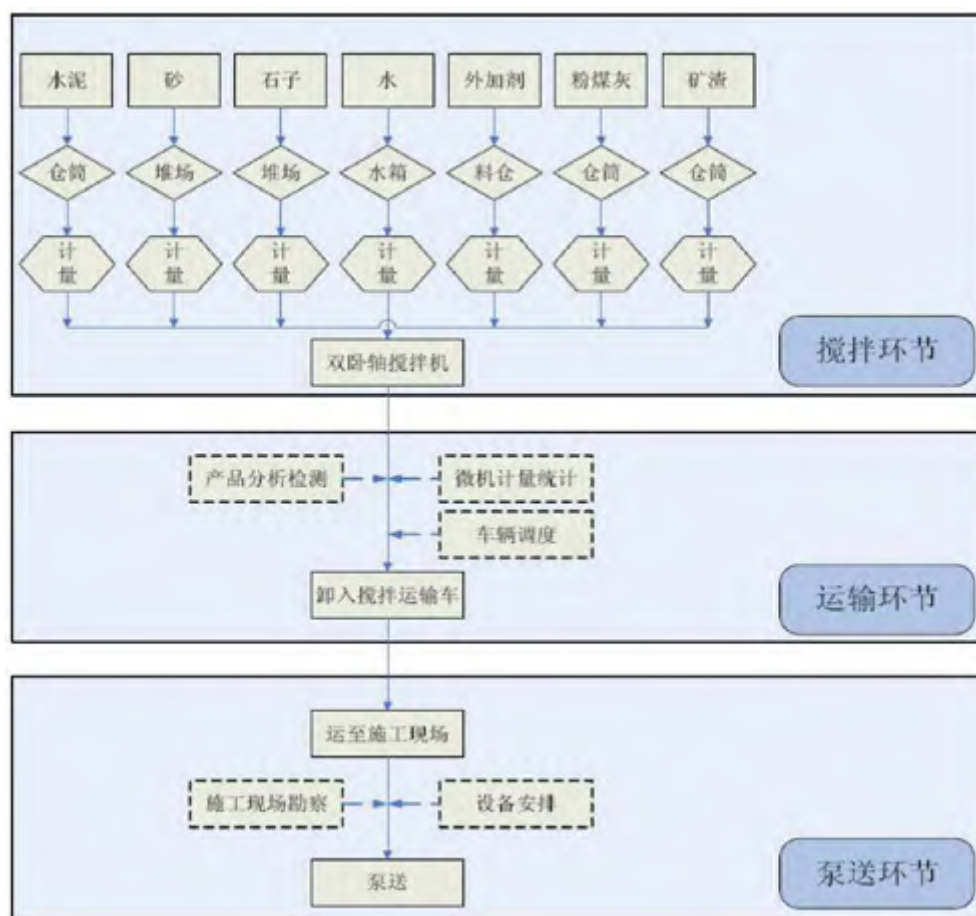 水泥 砂 石子 水 外加剂 粉煤灰 矿渣
仓筒 堆场 堆场 水箱 料仓 仓筒 仓筒
计 计 计 计 计 计 计
量 量 量 量 量 量 量
双卧轴搅拌机
搅拌环节
产品分析检测 微机计量统计
车辆调度
卸入搅拌运输车
运输环节
运至施工现场
施工现场勘察 设备安排
泵送
泵送环节